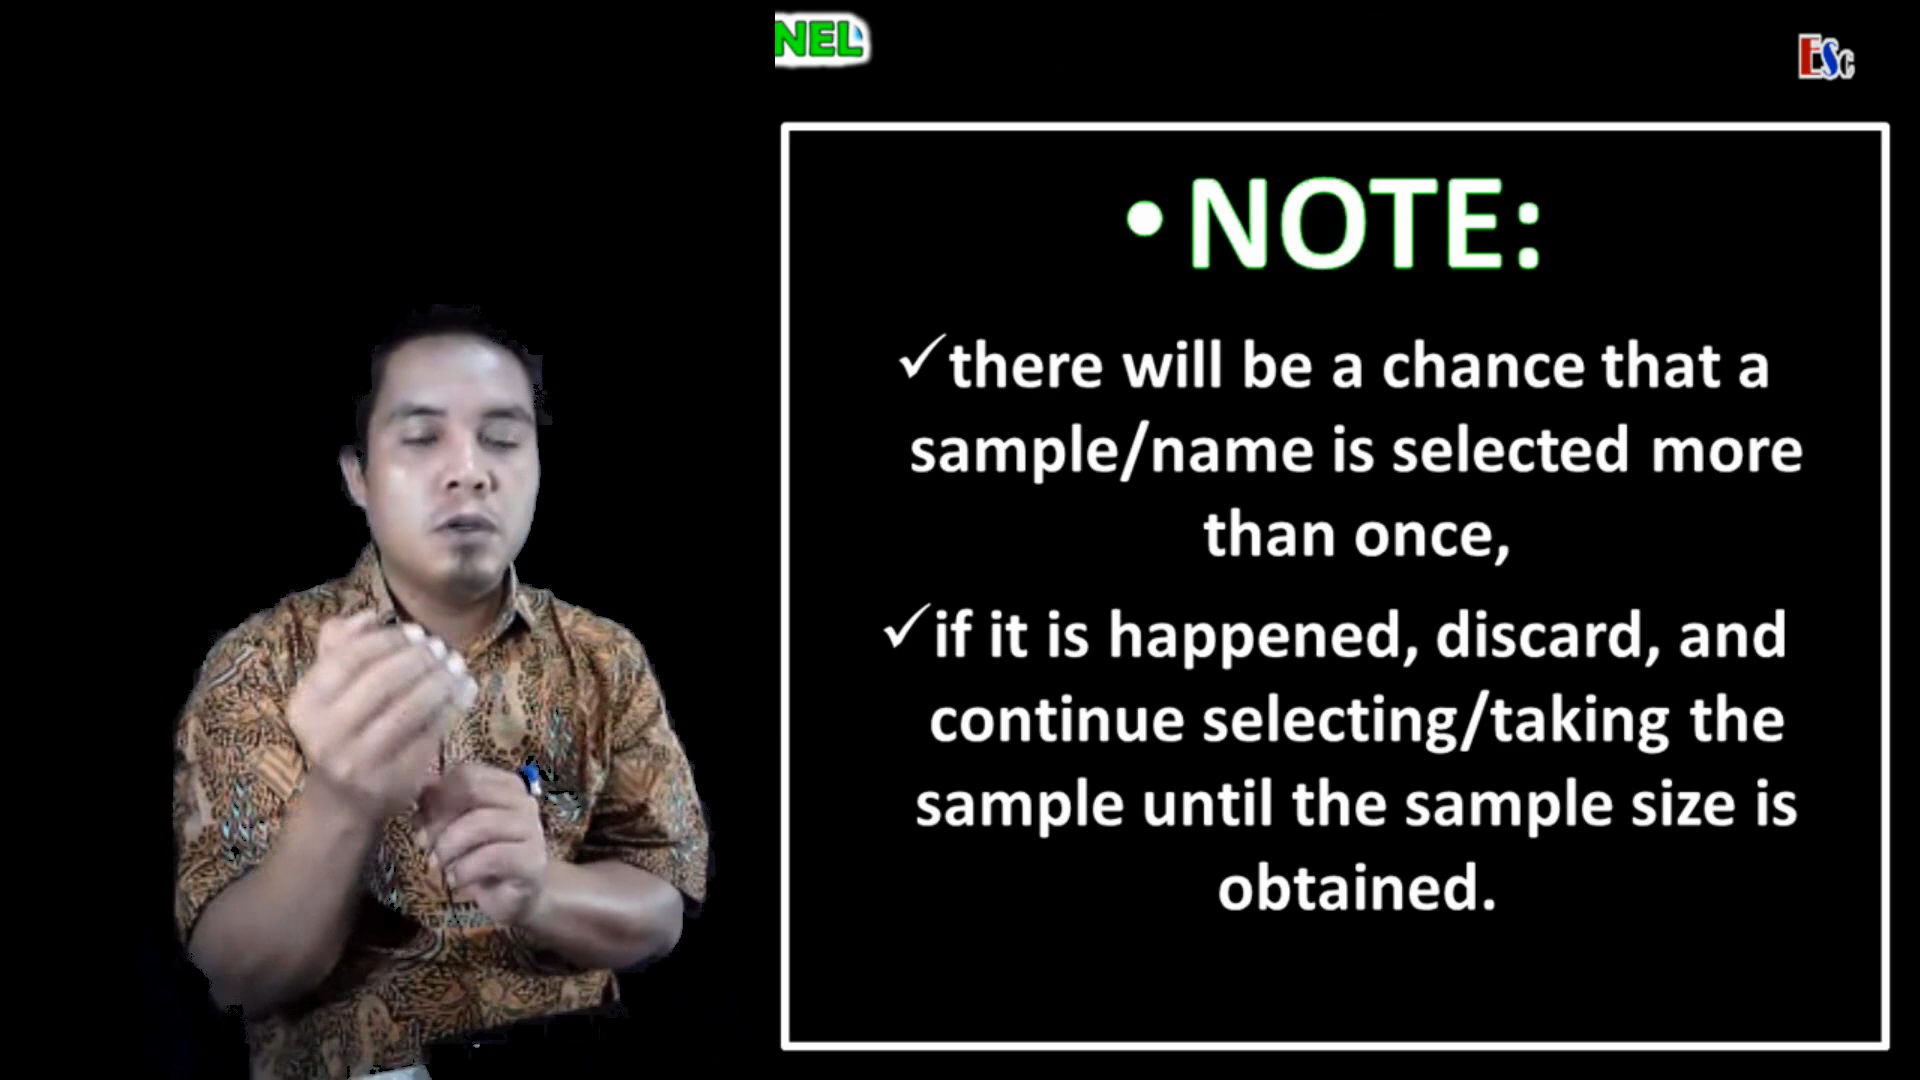 NEL
ESc
• NOTE:
✓there will be a chance that a
sample/name is selected more
than once,
✓if it is happened, discard, and
continue selecting/taking the
sample until the sample size is
obtained.